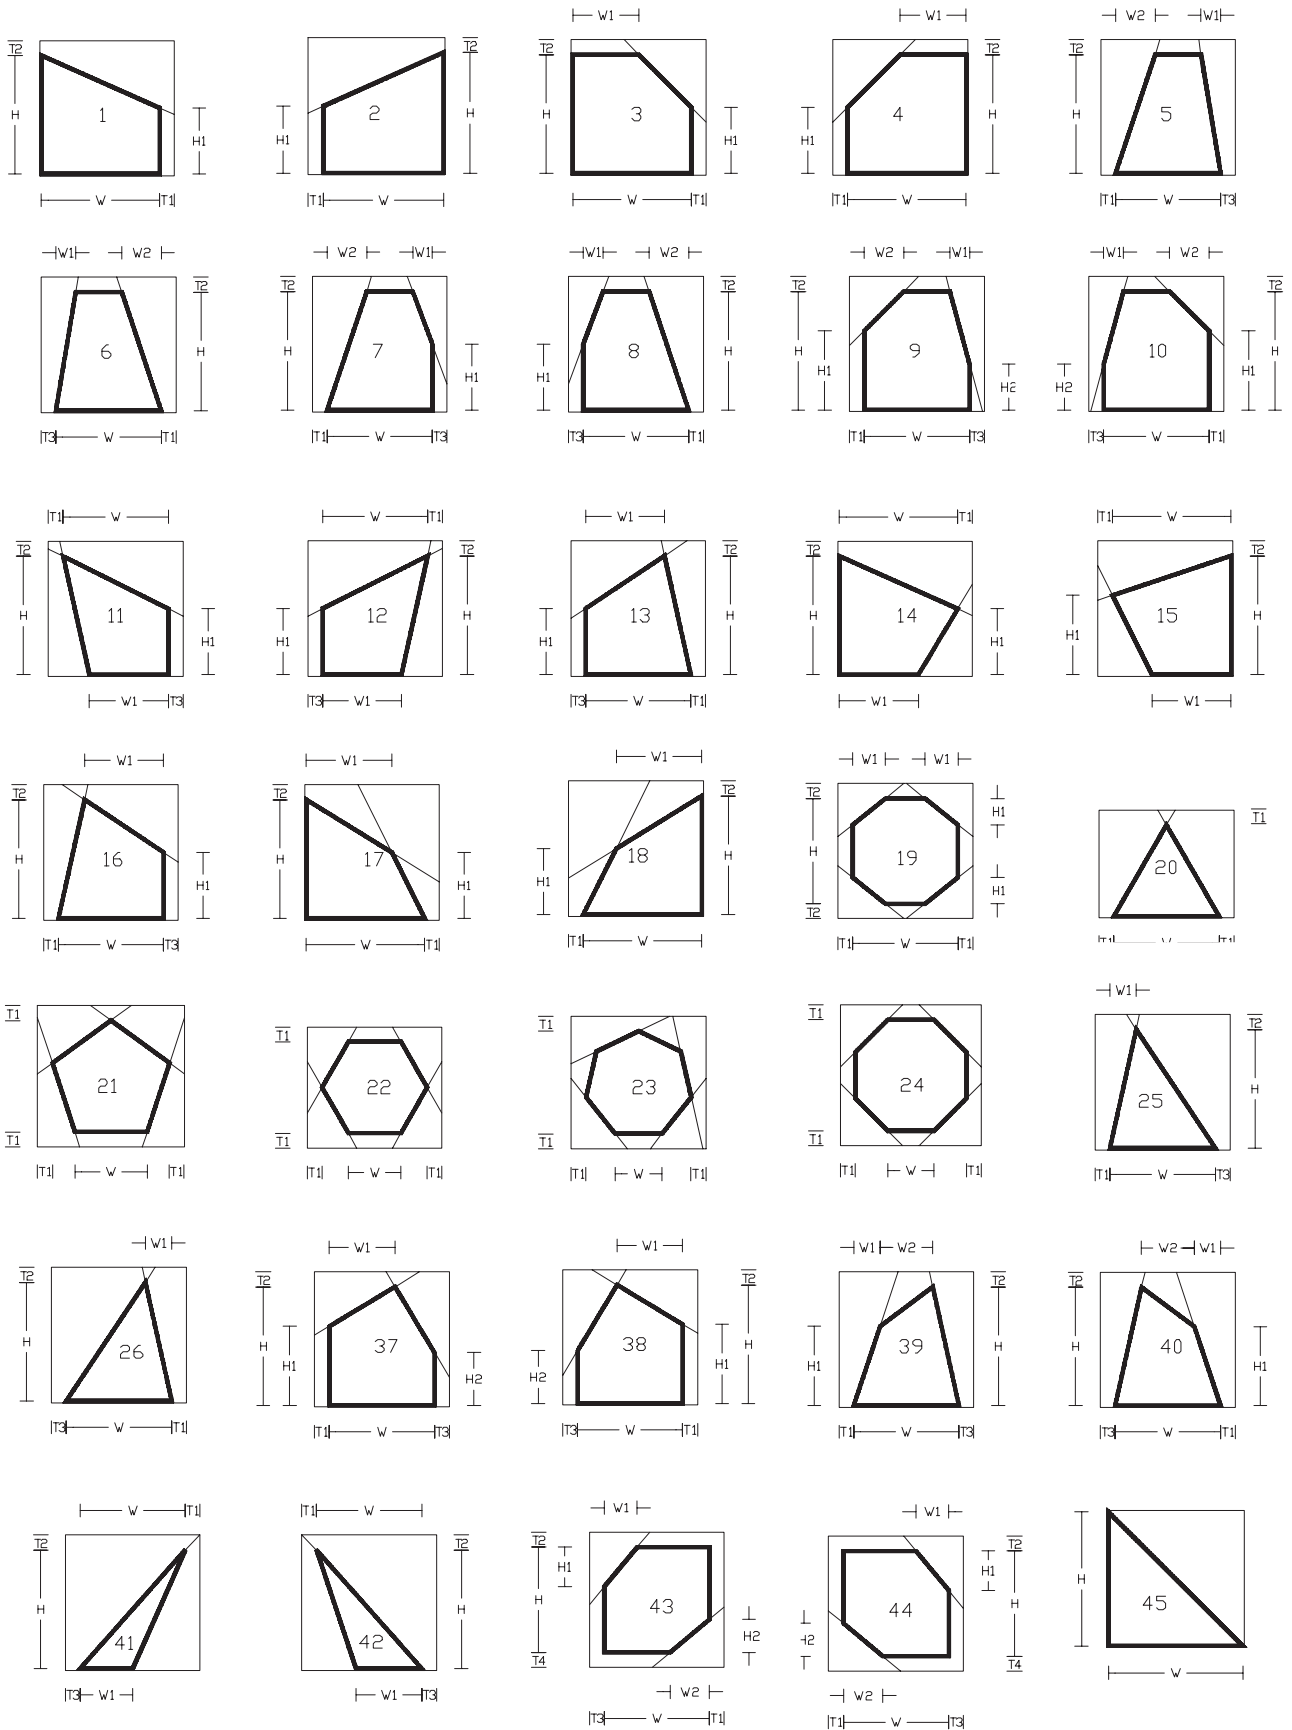 W1 W1 W2 W1
T2 T2 T2 T2 T2
H 1 H1 2 H1 H H 3 H1 H1 4 H H 5
W T1 T1 W W T1 T1 W T1 W T3
W1 W2 W2 W1 W1 W2 W2 W1 W1 W2
T2 T2 T2 T2 T2
6 H H 7 H1 H1 8 H H H1 9 H2 H2 10 H1 H
T3 W T1 T1 W T3 T3 W T1 T1 W T3 T3 W T1
T1 W W T1 W1 W T1 T1 W
T2 T2 T2 T2 T2
H 11 H1 H1 12 H H1 13 H H 14 H1 H1 15 H
W1 T3 T3 W1 T3 W T1 W1 W1
W1 W1 W1 W1 W1
T2 T2 T2 T2 H1 T1
H 16 H1 H 17 H1 H1 18 H H 19 H1 20
T2
T1 W T3 W T1 T1 W T1 W T1 T1 W T1
W1
T1 T1 T1 T1 T2
21 22 23 24 25 H
T1 T1 T1 T1
T1 W T1 T1 W T1 T1 W T1 T1 W T1 T1 W T3
W1 W1 W1 W1 W2 W2 W1
T2 T2 T2 T2 T2
H 26 H H1 37 H2 H2 38 H1 H H1 39 H H 40 H1
T3 W T1 T1 W T3 T3 W T1 T1 W T3 T3 W T1
W T1 T1 W W1 W1
T2 T2 T2 H1 H1 T2
H 41 42 H H 43 H2 44 H H 45
T4 T4
T3 W1 W1 T3 W2 W2
T3 W T1 T1 W T3 W